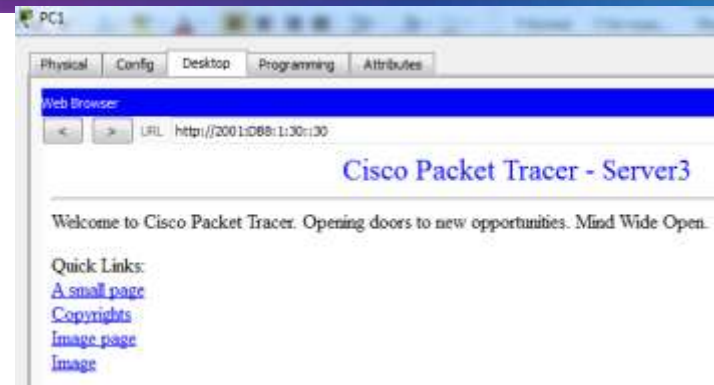 PC1
Physical Config Desktop Programming Attributes
Web Browser
< > URL http://2001:DB8:1:30::30
Cisco Packet Tracer - Server3
Welcome to Cisco Packet Tracer. Opening doors to new opportunities. Mind Wide Open.
Quick Links:
A small page
Copyrights
Image page
Image